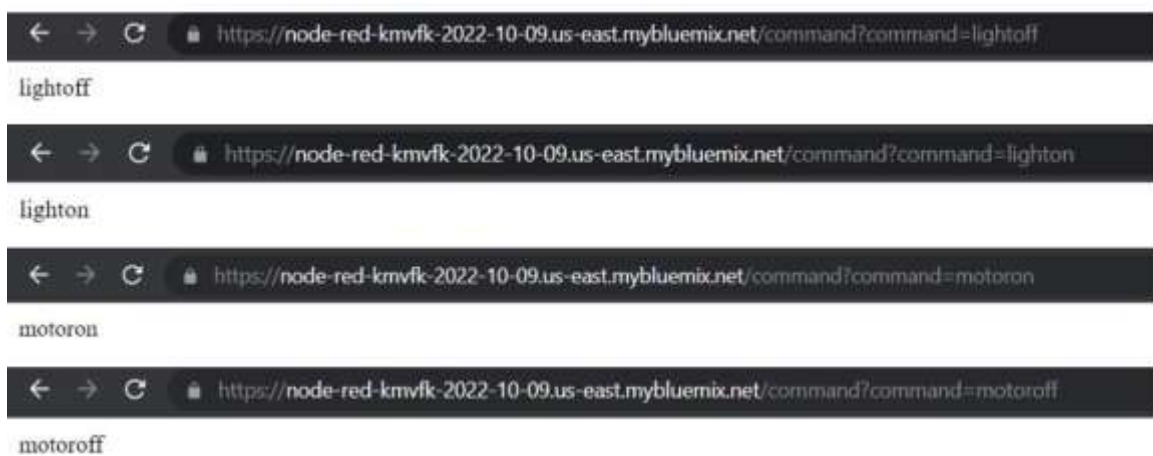 https://node-red-kmvfk-2022-10-09.us-east.mybluemix.net/command?command=lightoff
lightoff
https://node-red-kmvfk-2022-10-09.us-east.mybluemix.net/command?command=lighton
lighton
https://node-red-kmvfk-2022-10-09.us-east.mybluemix.net/command?command=motoron
motoron
https://node-red-kmvfk-2022-10-09.us-east.mybluemix.net/command?command=motoroff
motoroff